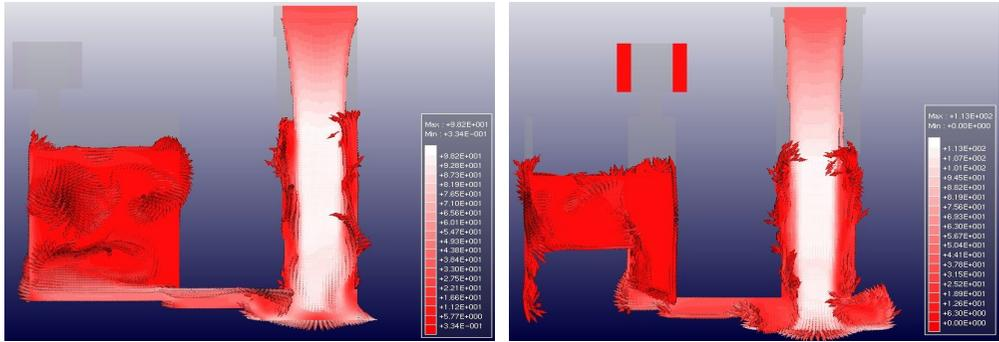 Max : +9.82E+001
Min : +3.34E-001
+9.82E+001
+9.28E+001
+8.73E+001
+8.19E+001
+7.65E+001
+7.10E+001
+6.56E+001
+6.01E+001
+5.47E+001
+4.93E+001
+4.38E+001
+3.84E+001
+3.30E+001
+2.75E+001
+2.21E+001
+1.66E+001
+1.12E+001
+5.77E+000
+3.34E-001
Max : +1.13E+002
Min : +0.00E+000
+1.13E+002
+1.07E+002
+1.01E+002
+9.45E+001
+8.82E+001
+8.19E+001
+7.56E+001
+6.93E+001
+6.30E+001
+5.67E+001
+5.04E+001
+4.41E+001
+3.78E+001
+3.15E+001
+2.52E+001
+1.89E+001
+1.26E+001
+6.30E+000
+0.00E+000